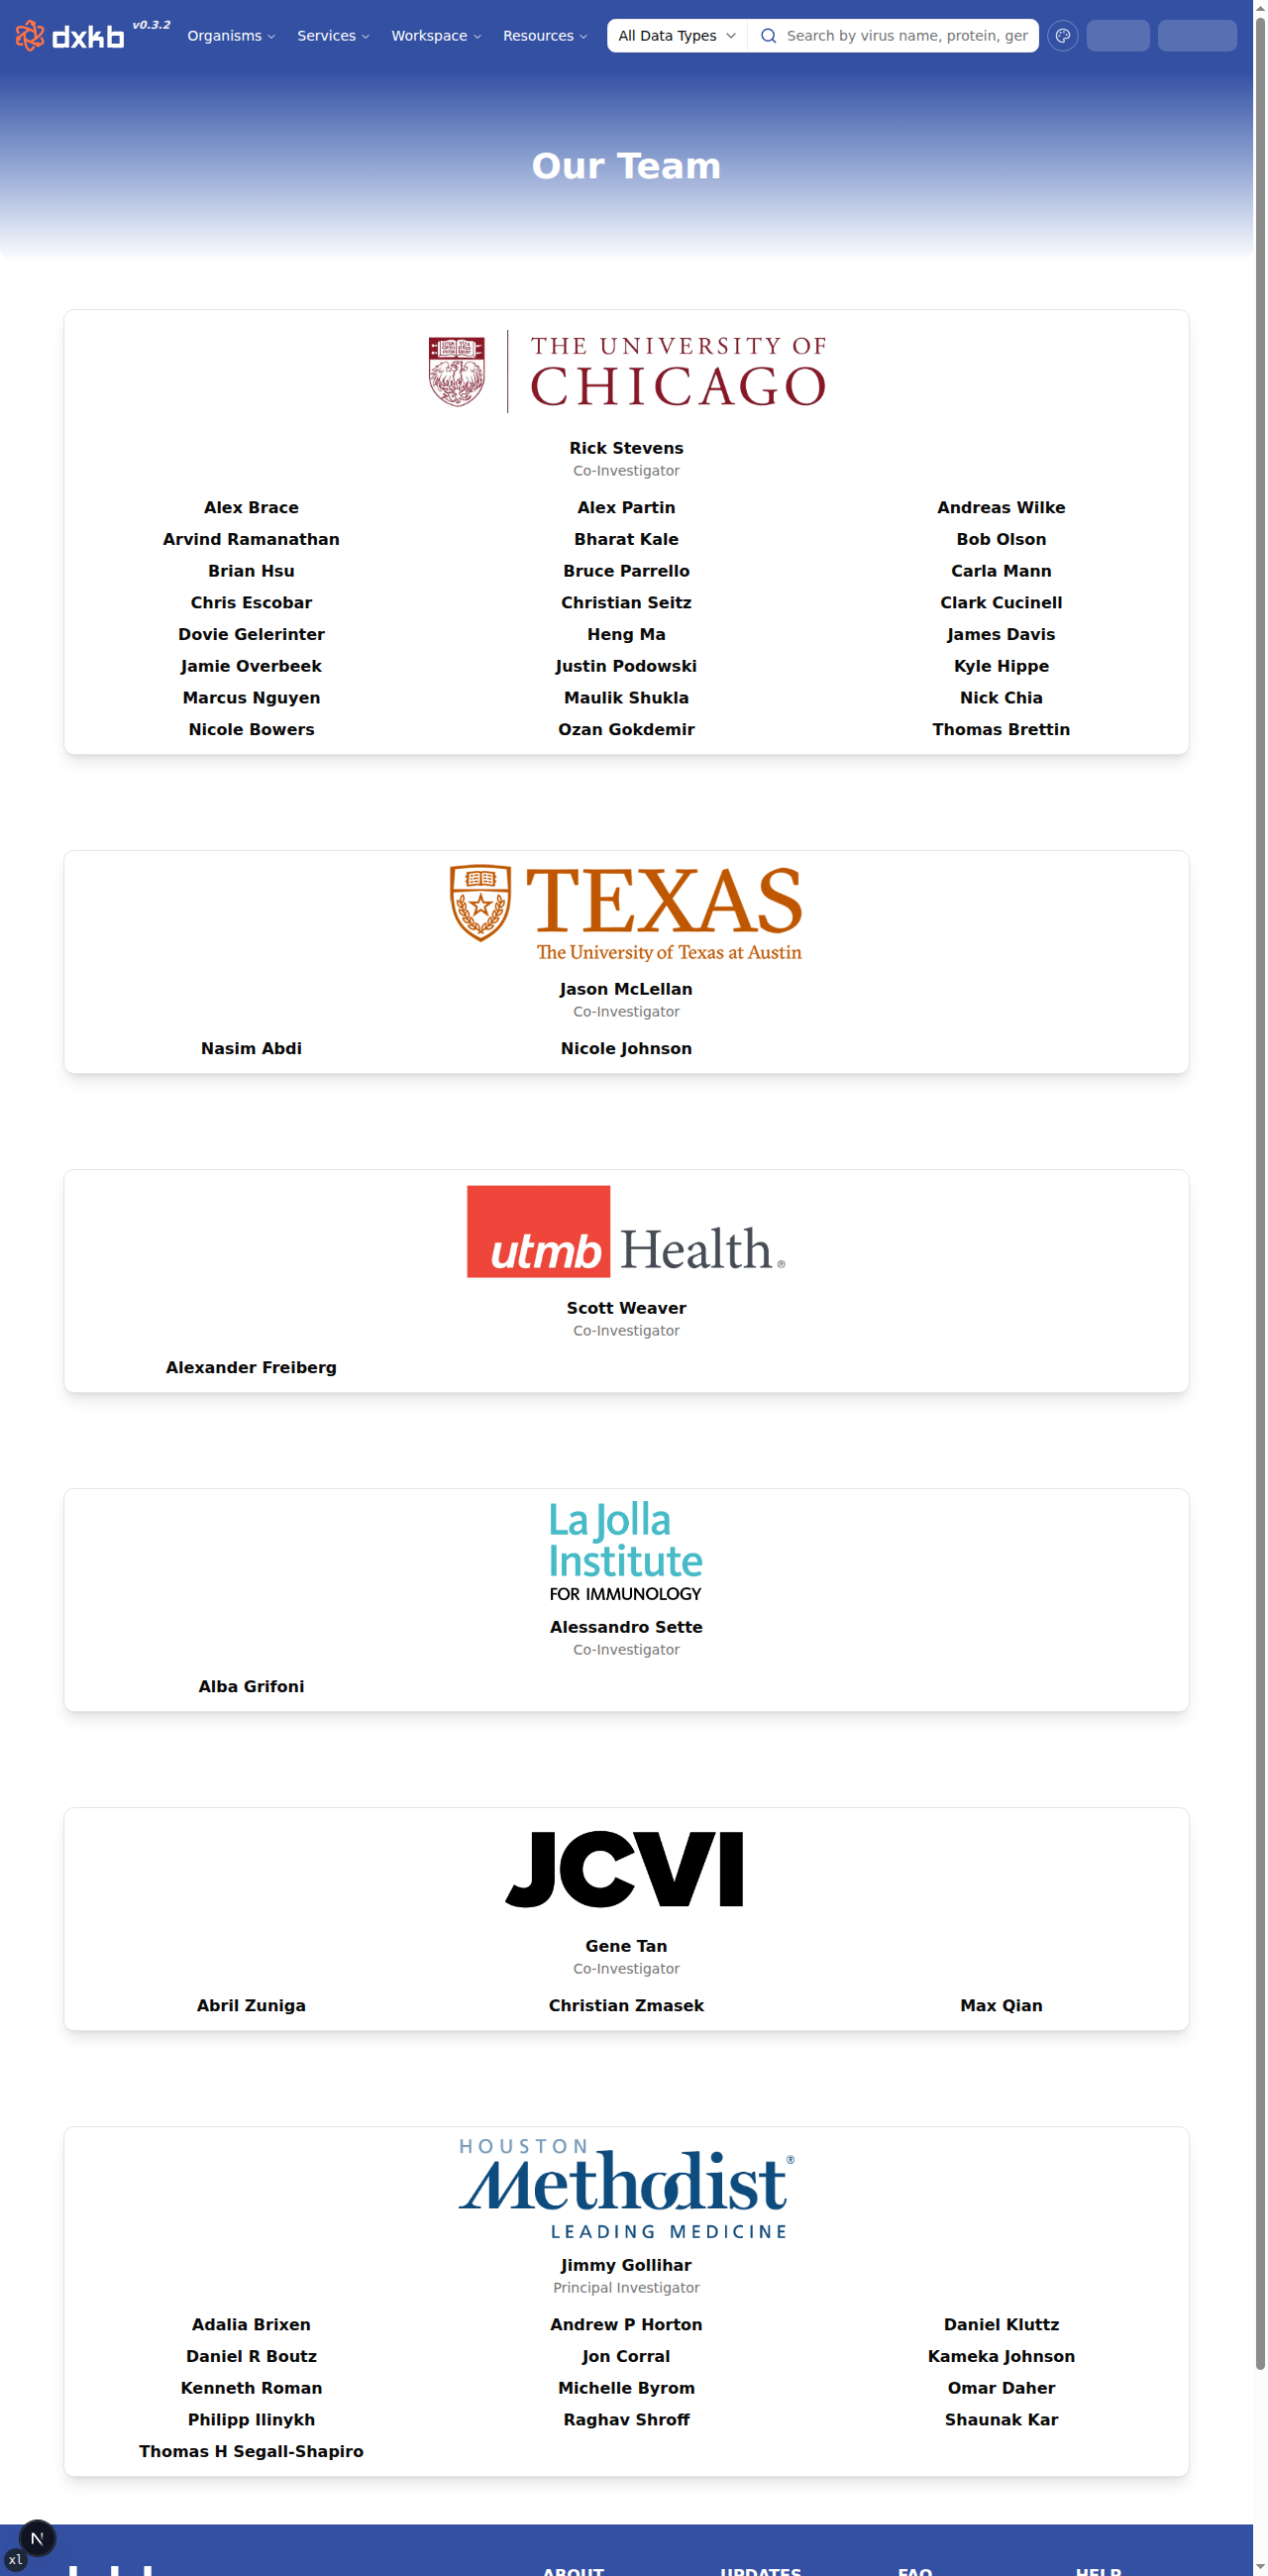 dxkb v0.3.2 Organisms Services Workspace Resources All Data Types Search by virus name, protein, ger
Our Team
THE UNIVERSITY OF
CHICAGO
Rick Stevens
Co-Investigator
Alex Brace Alex Partin Andreas Wilke
Arvind Ramanathan Bharat Kale Bob Olson
Brian Hsu Bruce Parrello Carla Mann
Chris Escobar Christian Seitz Clark Cucinell
Dovie Gelerinter Heng Ma James Davis
Jamie Overbeek Justin Podowski Kyle Hippe
Marcus Nguyen Maulik Shukla Nick Chia
Nicole Bowers Ozan Gokdemir Thomas Brettin
TEXAS
The University of Texas at Austin
Jason McLellan
Co-Investigator
Nasim Abdi Nicole Johnson
utmb Health®
Scott Weaver
Co-Investigator
Alexander Freiberg
La Jolla
Institute
FOR IMMUNOLOGY
Alessandro Sette
Co-Investigator
Alba Grifoni
JCVI
Gene Tan
Co-Investigator
Abril Zuniga Christian Zmasek Max Qian
HOUSTON
Methodist®
LEADING MEDICINE
Jimmy Gollihar
Principal Investigator
Adalia Brixen Andrew P Horton Daniel Kluttz
Daniel R Boutz Jon Corral Kameka Johnson
Kenneth Roman Michelle Byrom Omar Daher
Philipp Ilinykh Raghav Shroff Shaunak Kar
Thomas H Segall-Shapiro
N
xl
ABOUT UPDATES FAQ HELP